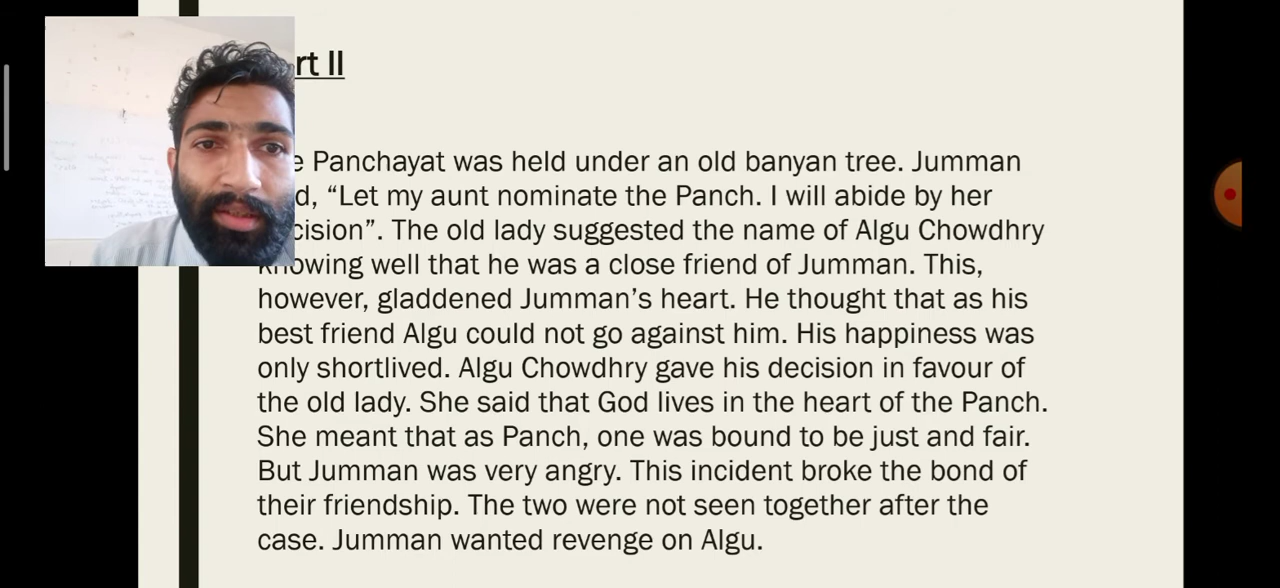 rt II
e Panchayat was held under an old banyan tree. Jumman
d, “Let my aunt nominate the Panch. I will abide by her
cision”. The old lady suggested the name of Algu Chowdhry
knowing well that he was a close friend of Jumman. This,
however, gladdened Jumman’s heart. He thought that as his
best friend Algu could not go against him. His happiness was
only shortlived. Algu Chowdhry gave his decision in favour of
the old lady. She said that God lives in the heart of the Panch.
She meant that as Panch, one was bound to be just and fair.
But Jumman was very angry. This incident broke the bond of
their friendship. The two were not seen together after the
case. Jumman wanted revenge on Algu.